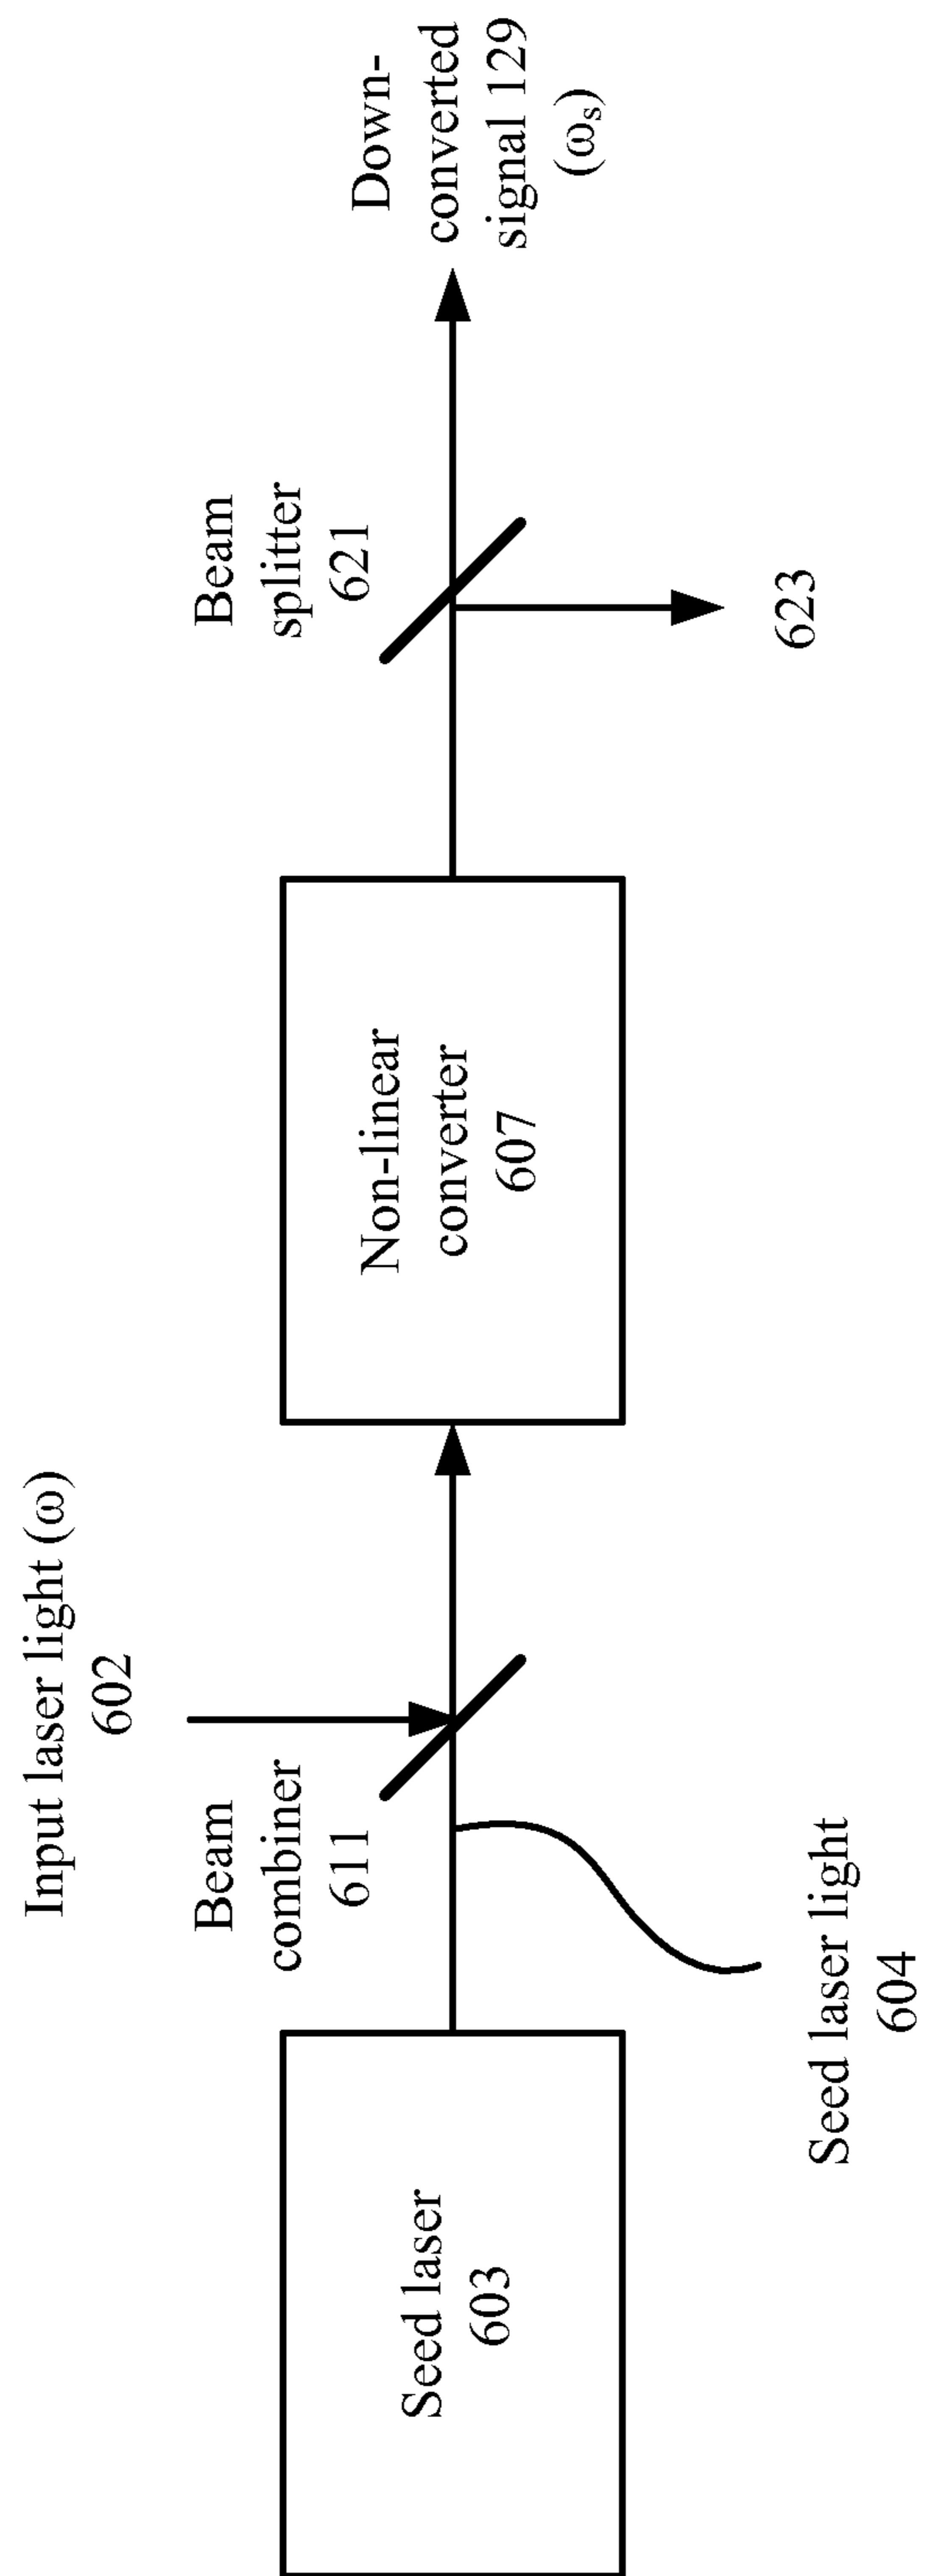 Input laser light (ω)
602
Beam
combiner
611
Seed laser
603
Seed laser light
604
Non-linear
converter
607
Beam
splitter
621
623
Down-
converted
signal 129
(ωs)